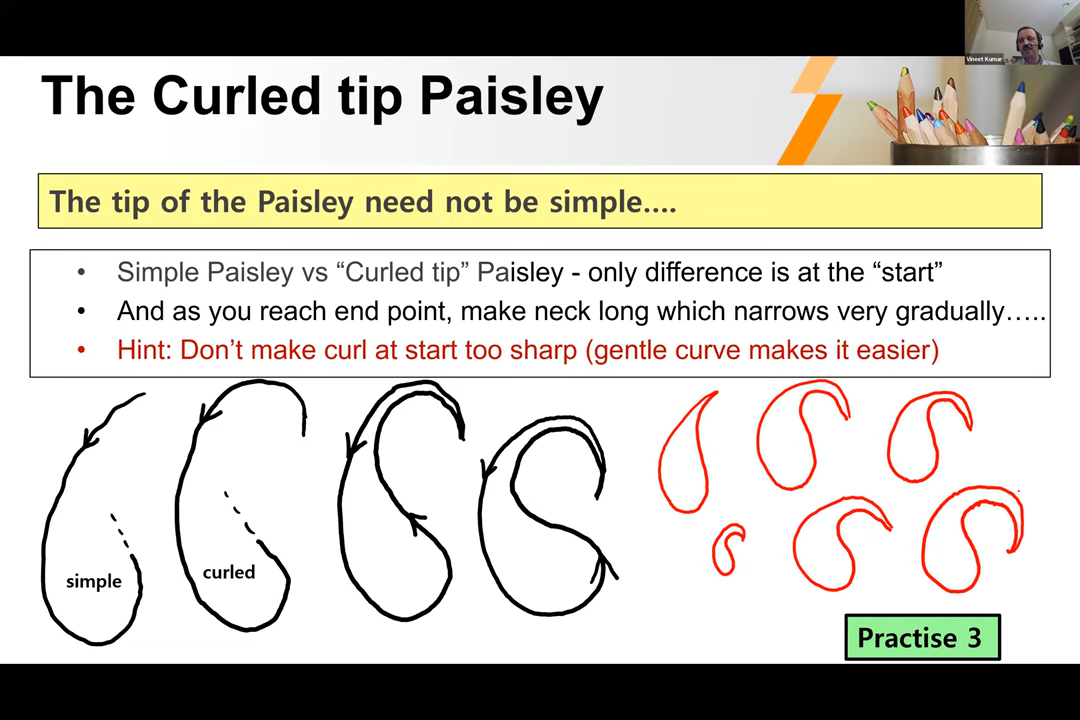 Vineet Kumar
The Curled tip Paisley
The tip of the Paisley need not be simple....
• Simple Paisley vs “Curled tip” Paisley - only difference is at the “start”
• And as you reach end point, make neck long which narrows very gradually…..
• Hint: Don’t make curl at start too sharp (gentle curve makes it easier)
simple
curled
Practise 3